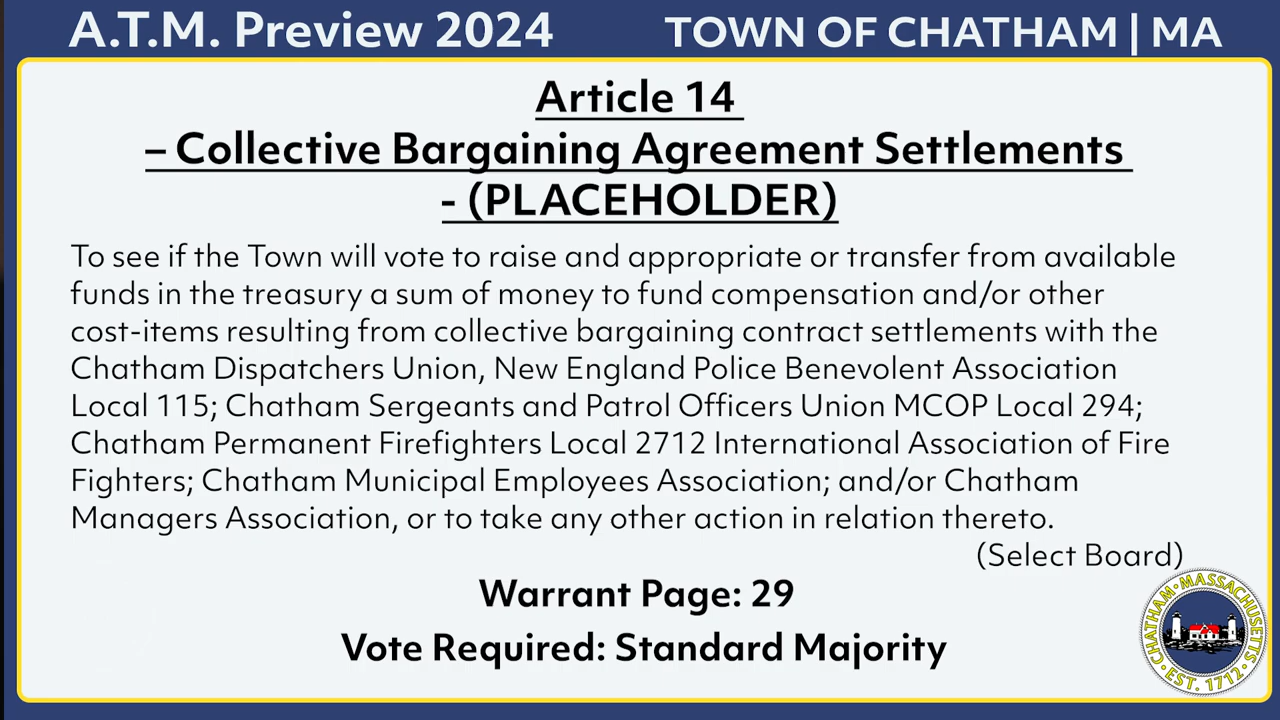 A.T.M. Preview 2024
TOWN OF CHATHAM | MA
Article 14
– Collective Bargaining Agreement Settlements
- (PLACEHOLDER)
To see if the Town will vote to raise and appropriate or transfer from available
funds in the treasury a sum of money to fund compensation and/or other
cost-items resulting from collective bargaining contract settlements with the
Chatham Dispatchers Union, New England Police Benevolent Association
Local 115; Chatham Sergeants and Patrol Officers Union MCOP Local 294;
Chatham Permanent Firefighters Local 2712 International Association of Fire
Fighters; Chatham Municipal Employees Association; and/or Chatham
Managers Association, or to take any other action in relation thereto.
(Select Board)
Warrant Page: 29
Vote Required: Standard Majority
CHATHAM, MASSACHUSETTS
EST. 1712